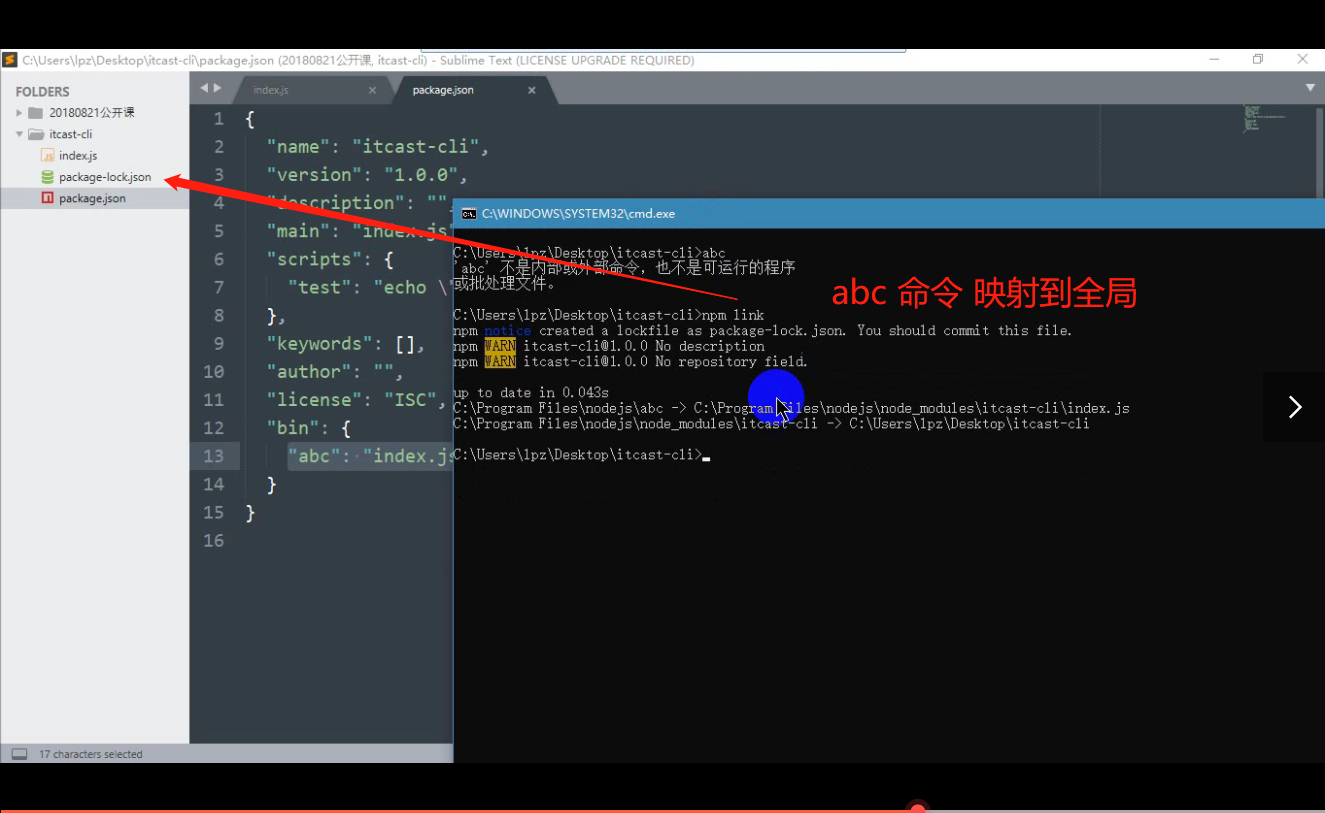 C:\Users\lpz\Desktop\itcast-cli\package.json (20180821公开课, itcast-cli) - Sublime Text (LICENSE UPGRADE REQUIRED)
FOLDERS
20180821公开课
itcast-cli
index.js
package-lock.json
package.json
index.js
package.json
1 {
2 "name": "itcast-cli",
3 "version": "1.0.0",
4 "description": "",
5 "main": "index.js"
6 "scripts": {
7 "test": "echo \"
8 },
9 "keywords": [],
10 "author": "",
11 "license": "ISC",
12 "bin": {
13 "abc": "index.js
14 }
15 }
16
C:\WINDOWS\SYSTEM32\cmd.exe
C:\Users\lpz\Desktop\itcast-cli>abc
'abc' 不是内部或外部命令，也不是可运行的程序
或批处理文件。
C:\Users\lpz\Desktop\itcast-cli>npm link
npm notice created a lockfile as package-lock.json. You should commit this file.
npm WARN itcast-cli@1.0.0 No description
npm WARN itcast-cli@1.0.0 No repository field.
up to date in 0.043s
C:\Program Files\nodejs\abc -> C:\Program Files\nodejs\node_modules\itcast-cli\index.js
C:\Program Files\nodejs\node_modules\itcast-cli -> C:\Users\lpz\Desktop\itcast-cli
C:\Users\lpz\Desktop\itcast-cli>
abc 命令 映射到全局
17 characters selected